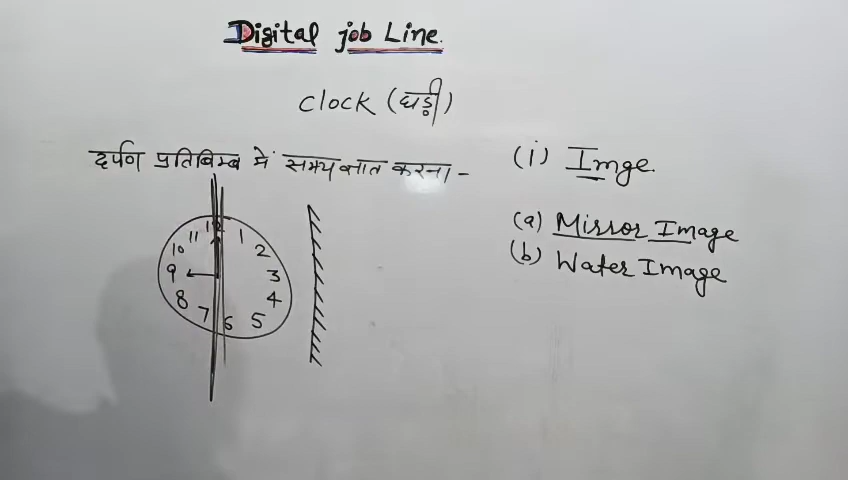 Digital job Line.
Clock (घड़ी)
दर्पण प्रतिबिम्ब में समय ज्ञात करना -
(i) Imge.
(a) Mirror Image
(b) Water Image
12
11 1
10 2
9 3
8 4
7 6 5